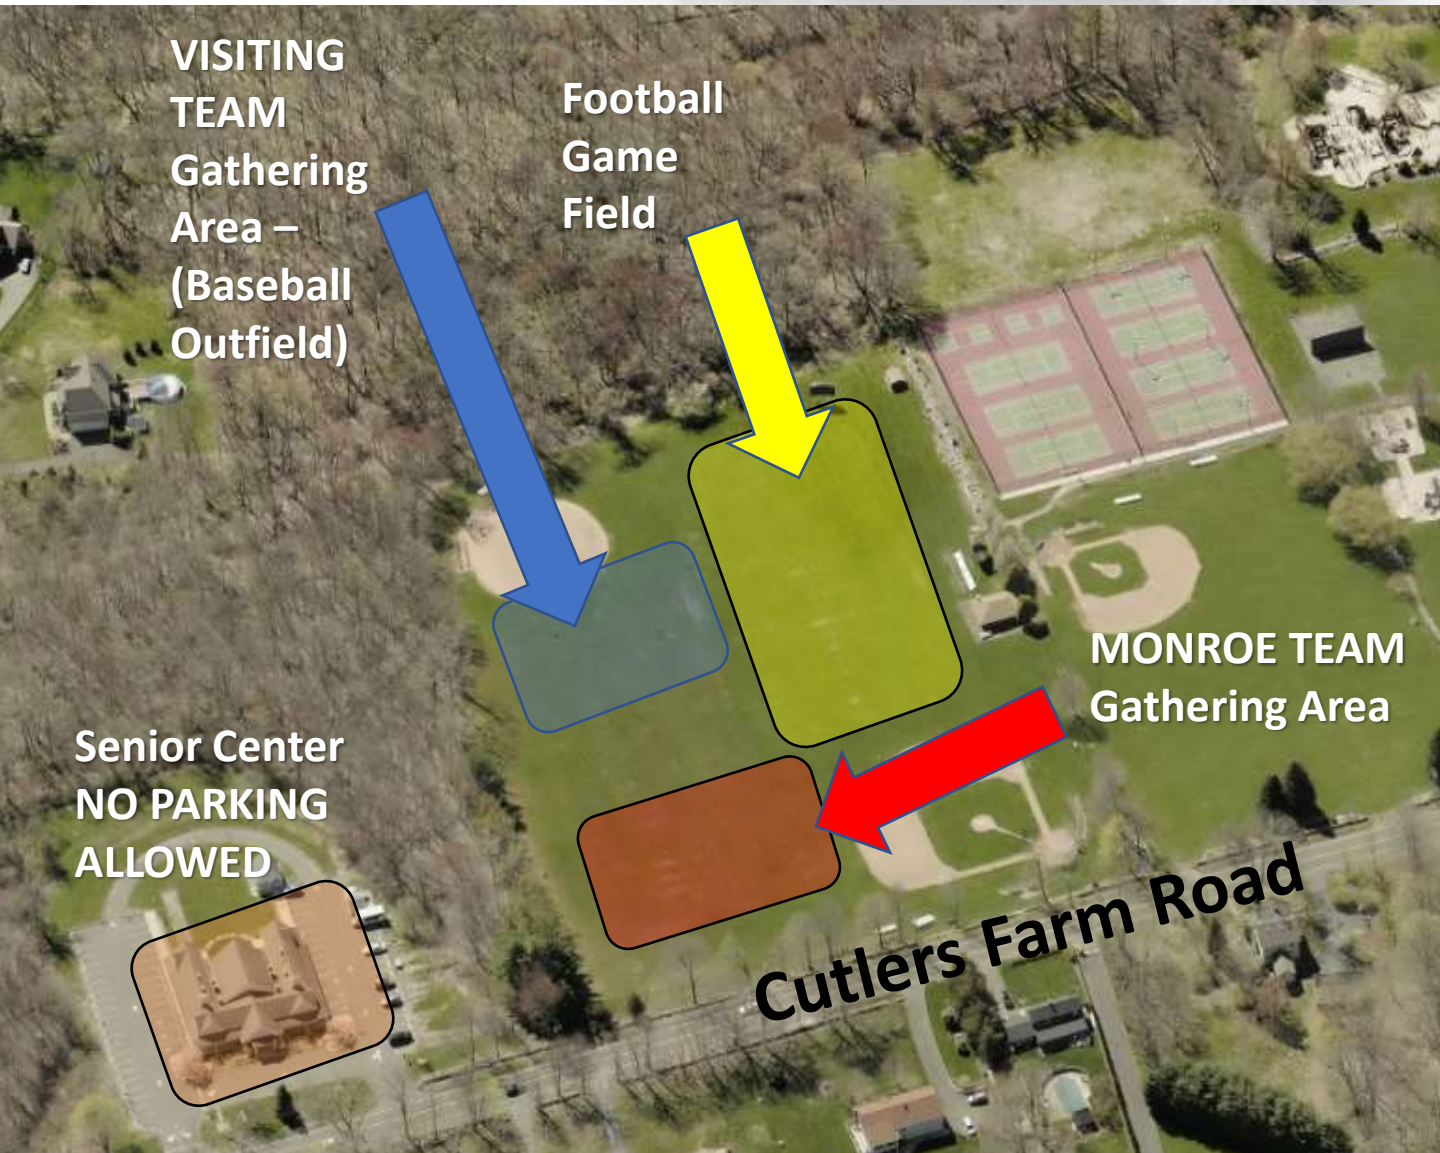 VISITING
TEAM
Gathering
Area –
(Baseball
Outfield)
Football
Game
Field
MONROE TEAM
Gathering Area
Senior Center
NO PARKING
ALLOWED
Cutlers Farm Road